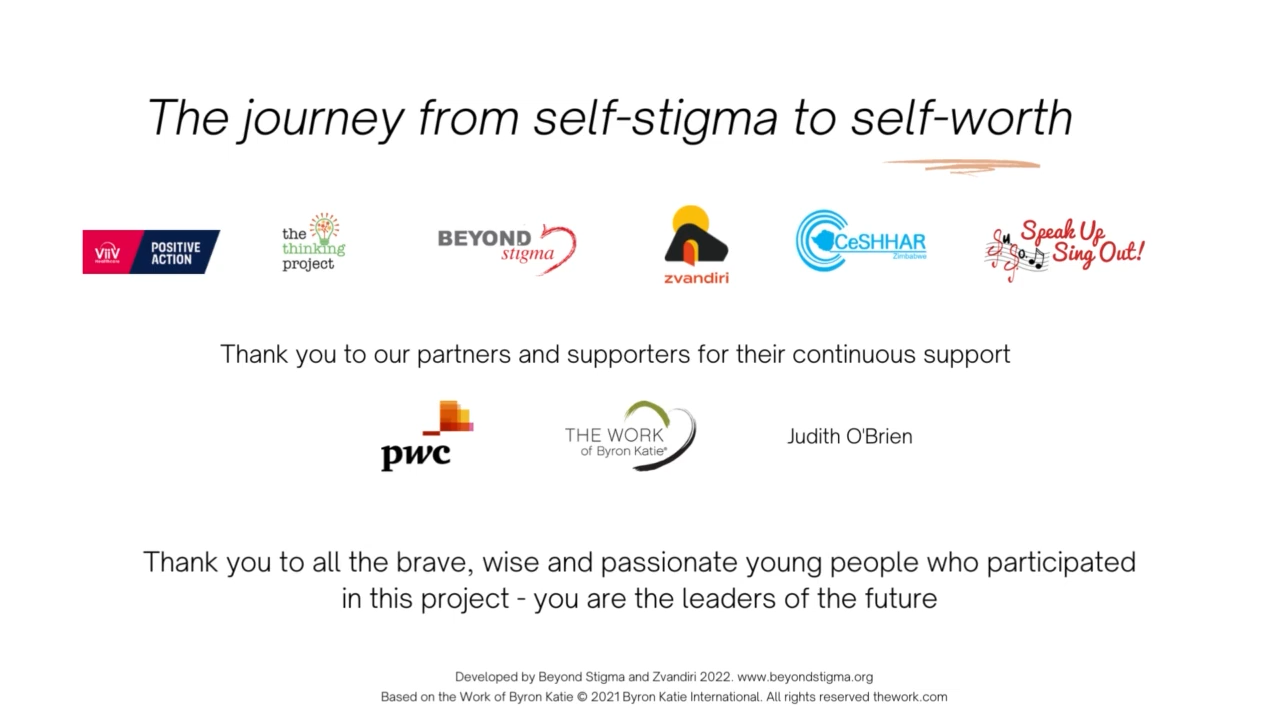 The journey from self-stigma to self-worth
ViiV Healthcare POSITIVE ACTION
the thinking project
BEYOND stigma
zvandiri
CeSHHAR Zimbabwe
Su So. Speak Up Sing Out!
Thank you to our partners and supporters for their continuous support
pwc
THE WORK of Byron Katie®
Judith O'Brien
Thank you to all the brave, wise and passionate young people who participated
in this project - you are the leaders of the future
Developed by Beyond Stigma and Zvandiri 2022. www.beyondstigma.org
Based on the Work of Byron Katie © 2021 Byron Katie International. All rights reserved thework.com